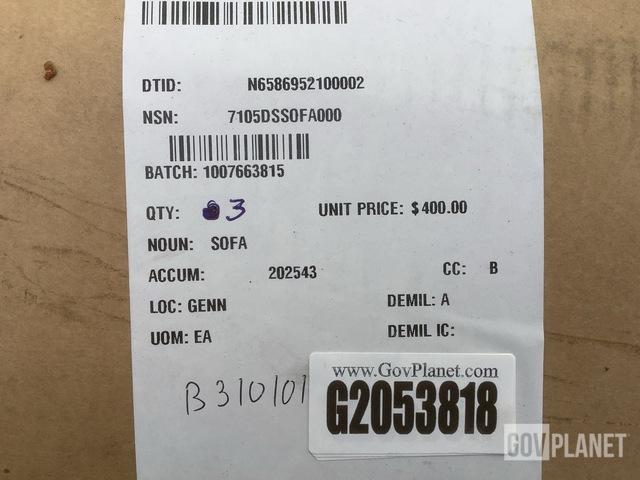 DTID: N6586952100002
NSN: 7105DSSOFA000
BATCH: 1007663815
QTY: 3 UNIT PRICE: $400.00
NOUN: SOFA
ACCUM: 202543 CC: B
LOC: GENN DEMIL: A
UOM: EA DEMIL IC:
B310101
www.GovPlanet.com
G2053818
GOVPLANET